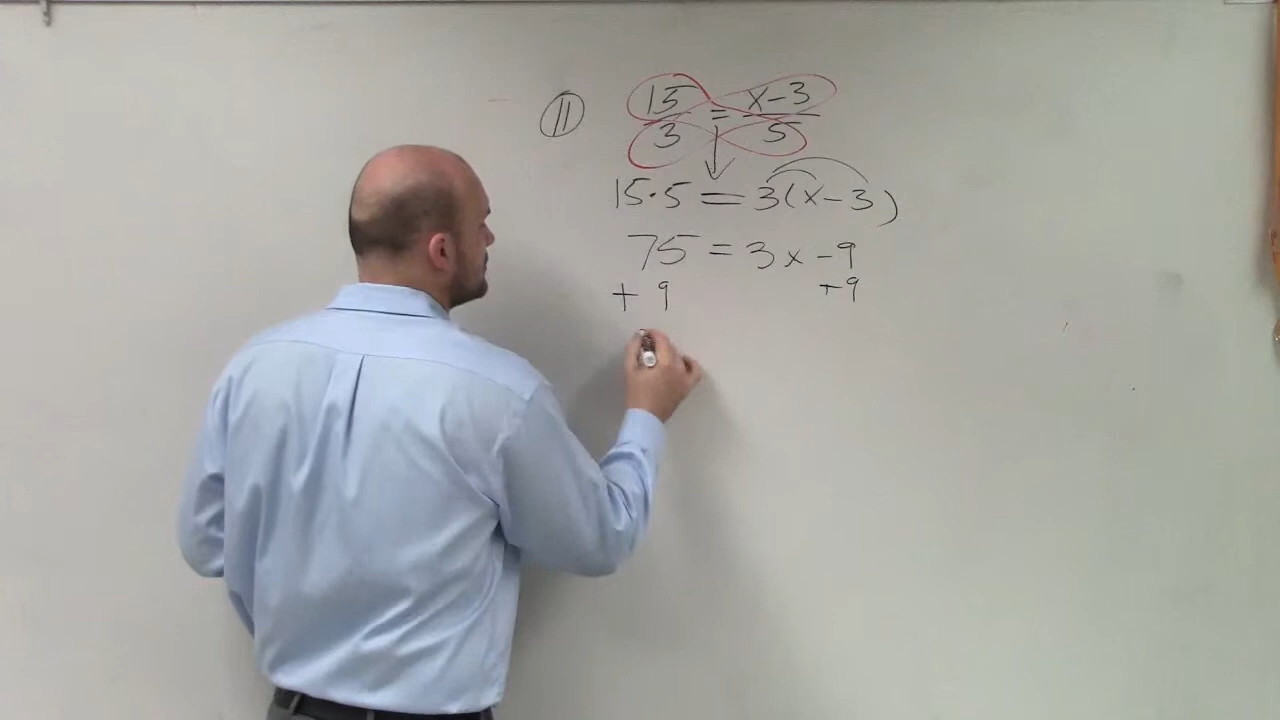 11 15/3 = x-3/5
15·5 = 3(x-3)
75 = 3x-9
+9 +9